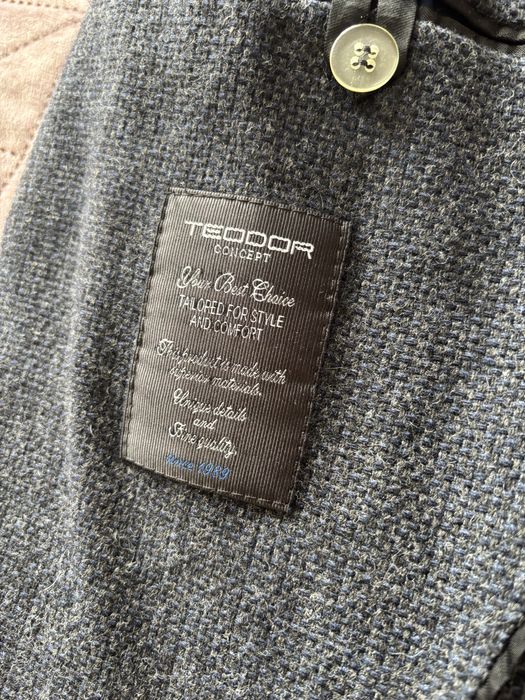 TEODOR
CONCEPT
Your Best Choice
TAILORED FOR STYLE
AND COMFORT
This product is made with
superior materials.
Unique details
and
Fine quality
Since 1989